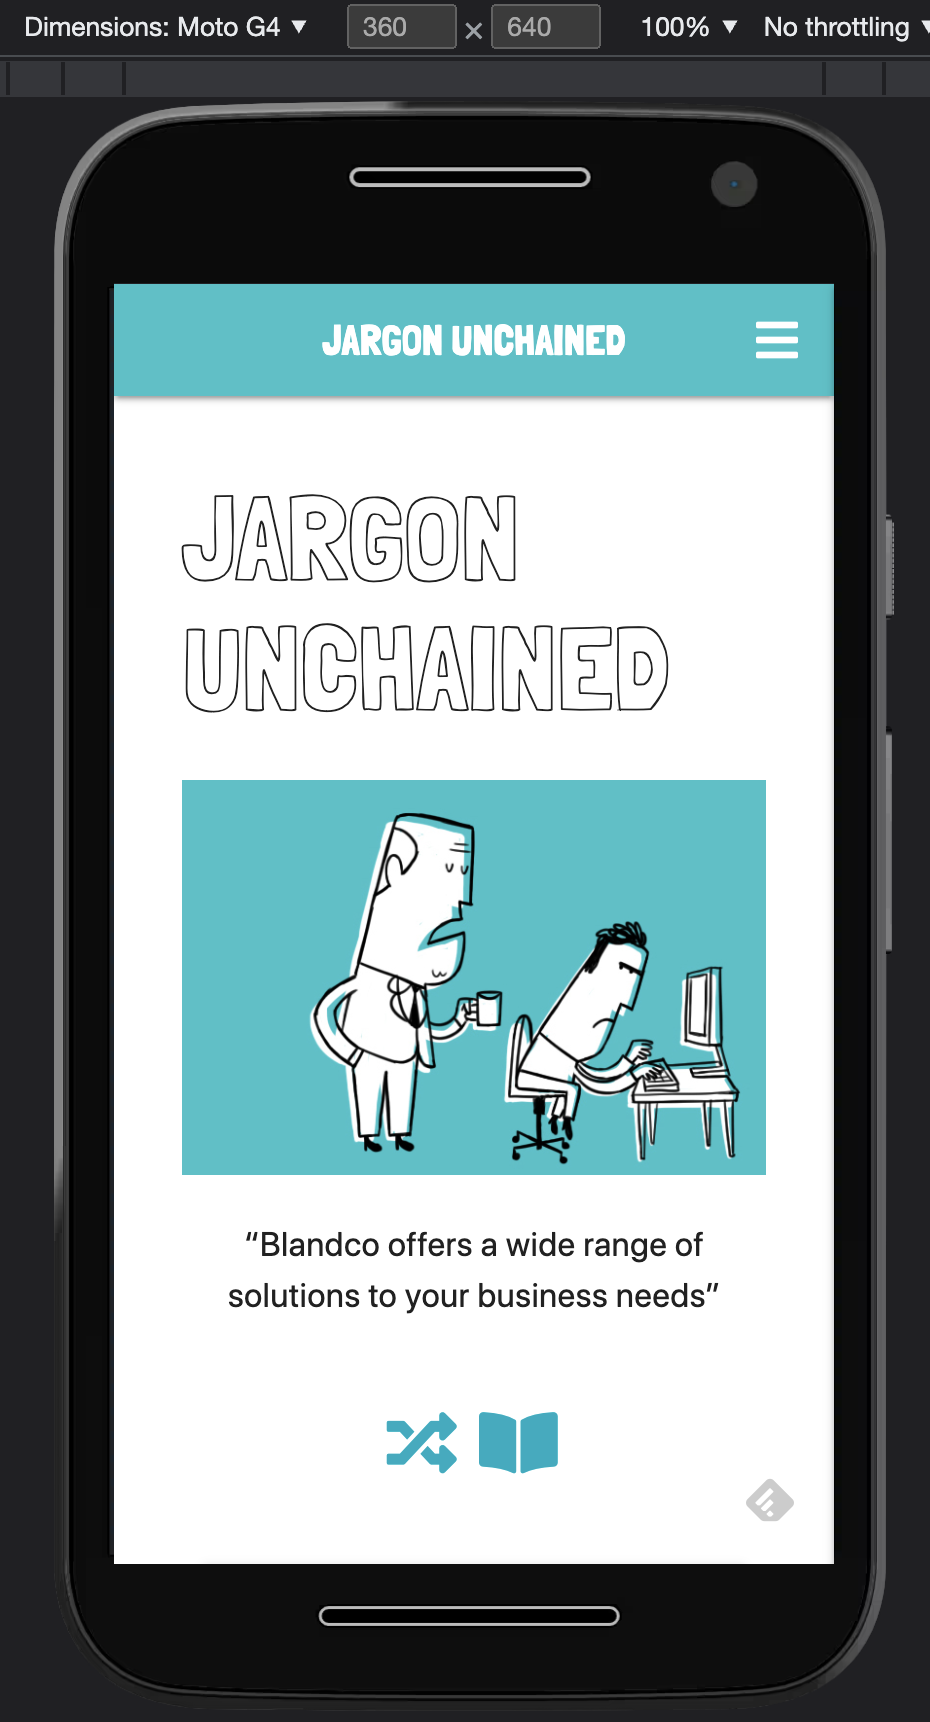 Dimensions: Moto G4 ▼ 360 × 640 100% ▼ No throttling
JARGON UNCHAINED
JARGON
UNCHAINED
“Blandco offers a wide range of
solutions to your business needs”